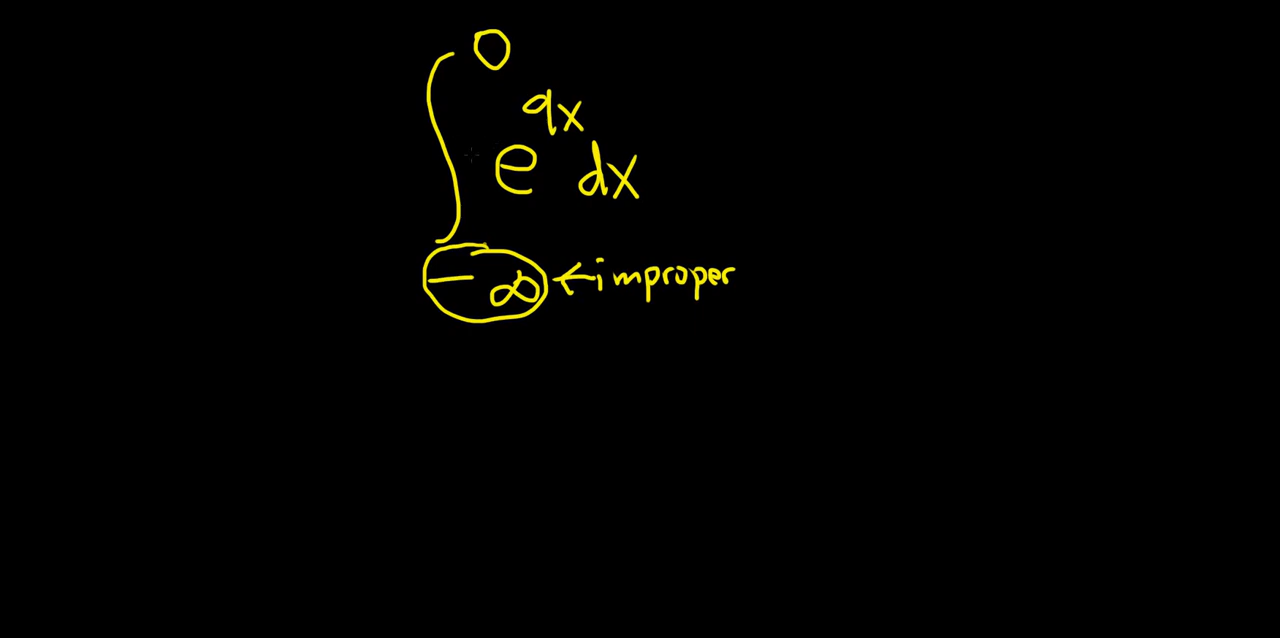 ∫_{-∞}^{0} e^{9x} dx
← improper